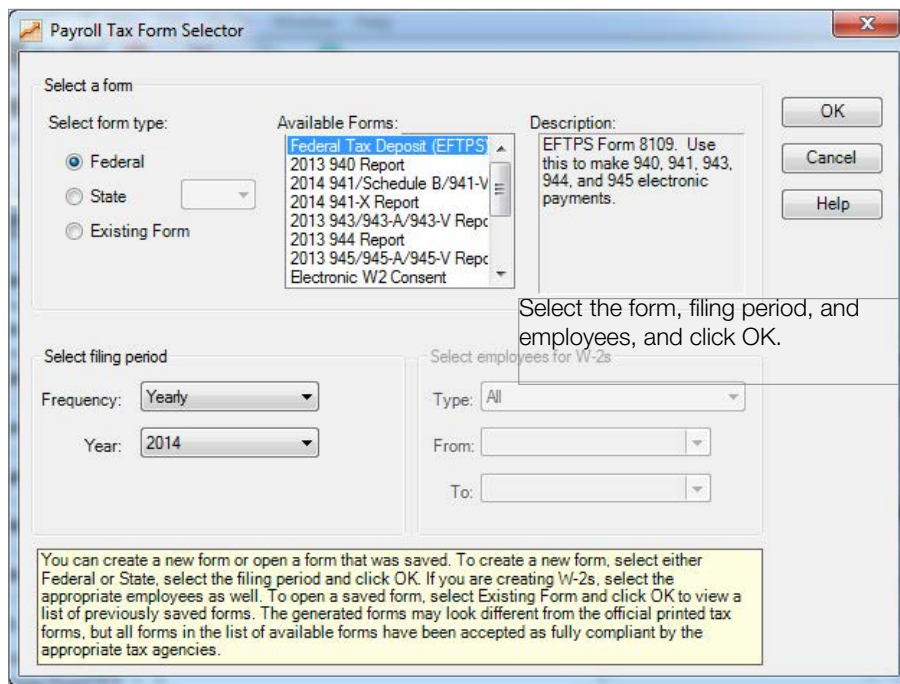 Payroll Tax Form Selector
Select a form
Select form type:
Federal
State
Existing Form
Available Forms:
Federal Tax Deposit (EFTPS)
2013 940 Report
2014 941/Schedule B/941-V
2014 941-X Report
2013 943/943-A/943-V Repc
2013 944 Report
2013 945/945-A/945-V Repc
Electronic W2 Consent
Description:
EFTPS Form 8109. Use
this to make 940, 941, 943,
944, and 945 electronic
payments.
OK
Cancel
Help
Select the form, filing period, and
employees, and click OK.
Select filing period
Frequency: Yearly
Year: 2014
Select employees for W-2s
Type: All
From:
To:
You can create a new form or open a form that was saved. To create a new form, select either
Federal or State, select the filing period and click OK. If you are creating W-2s, select the
appropriate employees as well. To open a saved form, select Existing Form and click OK to view a
list of previously saved forms. The generated forms may look different from the official printed tax
forms, but all forms in the list of available forms have been accepted as fully compliant by the
appropriate tax agencies.